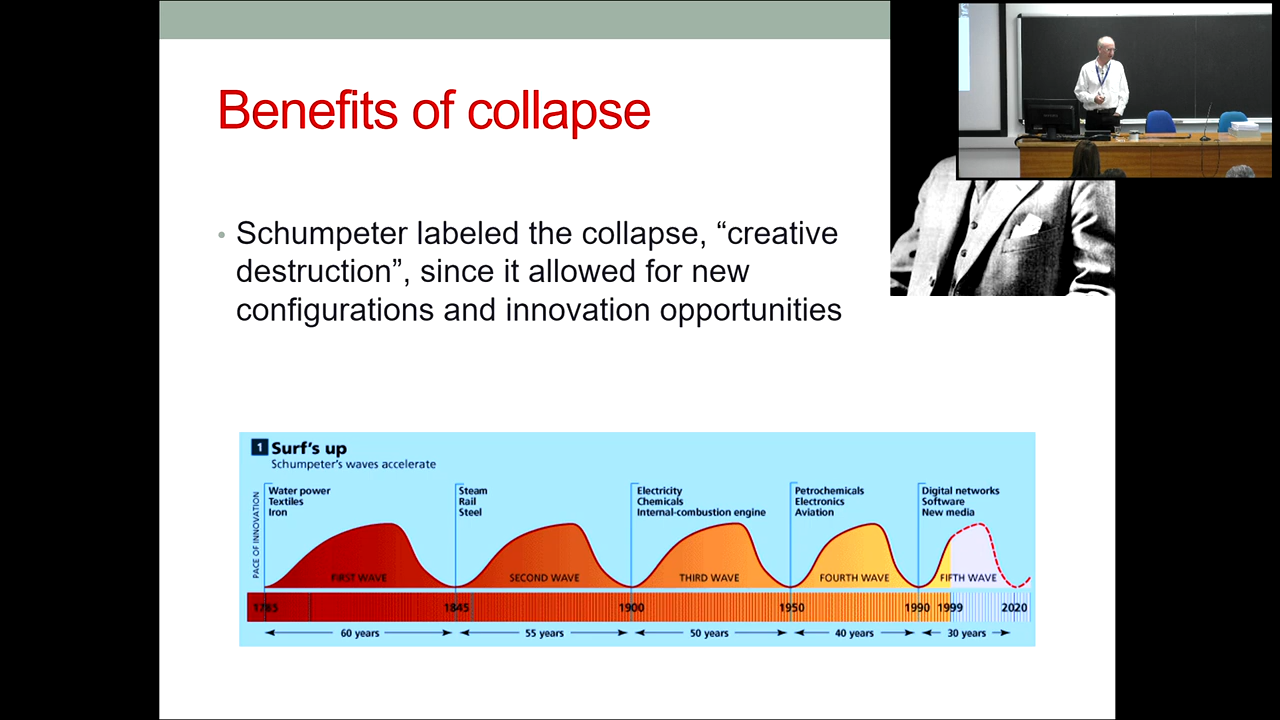 Benefits of collapse
• Schumpeter labeled the collapse, “creative
destruction”, since it allowed for new
configurations and innovation opportunities
1 Surf’s up
Schumpeter’s waves accelerate
PACE OF INNOVATION
Water power
Textiles
Iron
Steam
Rail
Steel
Electricity
Chemicals
Internal-combustion engine
Petrochemicals
Electronics
Aviation
Digital networks
Software
New media
FIRST WAVE
SECOND WAVE
THIRD WAVE
FOURTH WAVE
FIFTH WAVE
1785 1845 1900 1950 1990 1999 2020
60 years 55 years 50 years 40 years 30 years